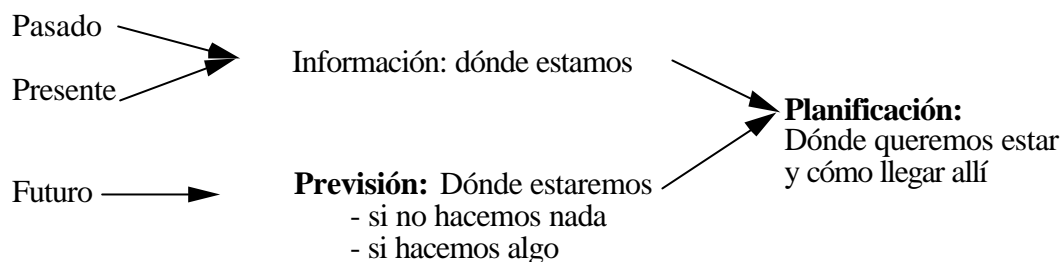 Pasado
Presente
Información: dónde estamos
Futuro
Previsión: Dónde estaremos
- si no hacemos nada
- si hacemos algo
Planificación:
Dónde queremos estar
y cómo llegar allí